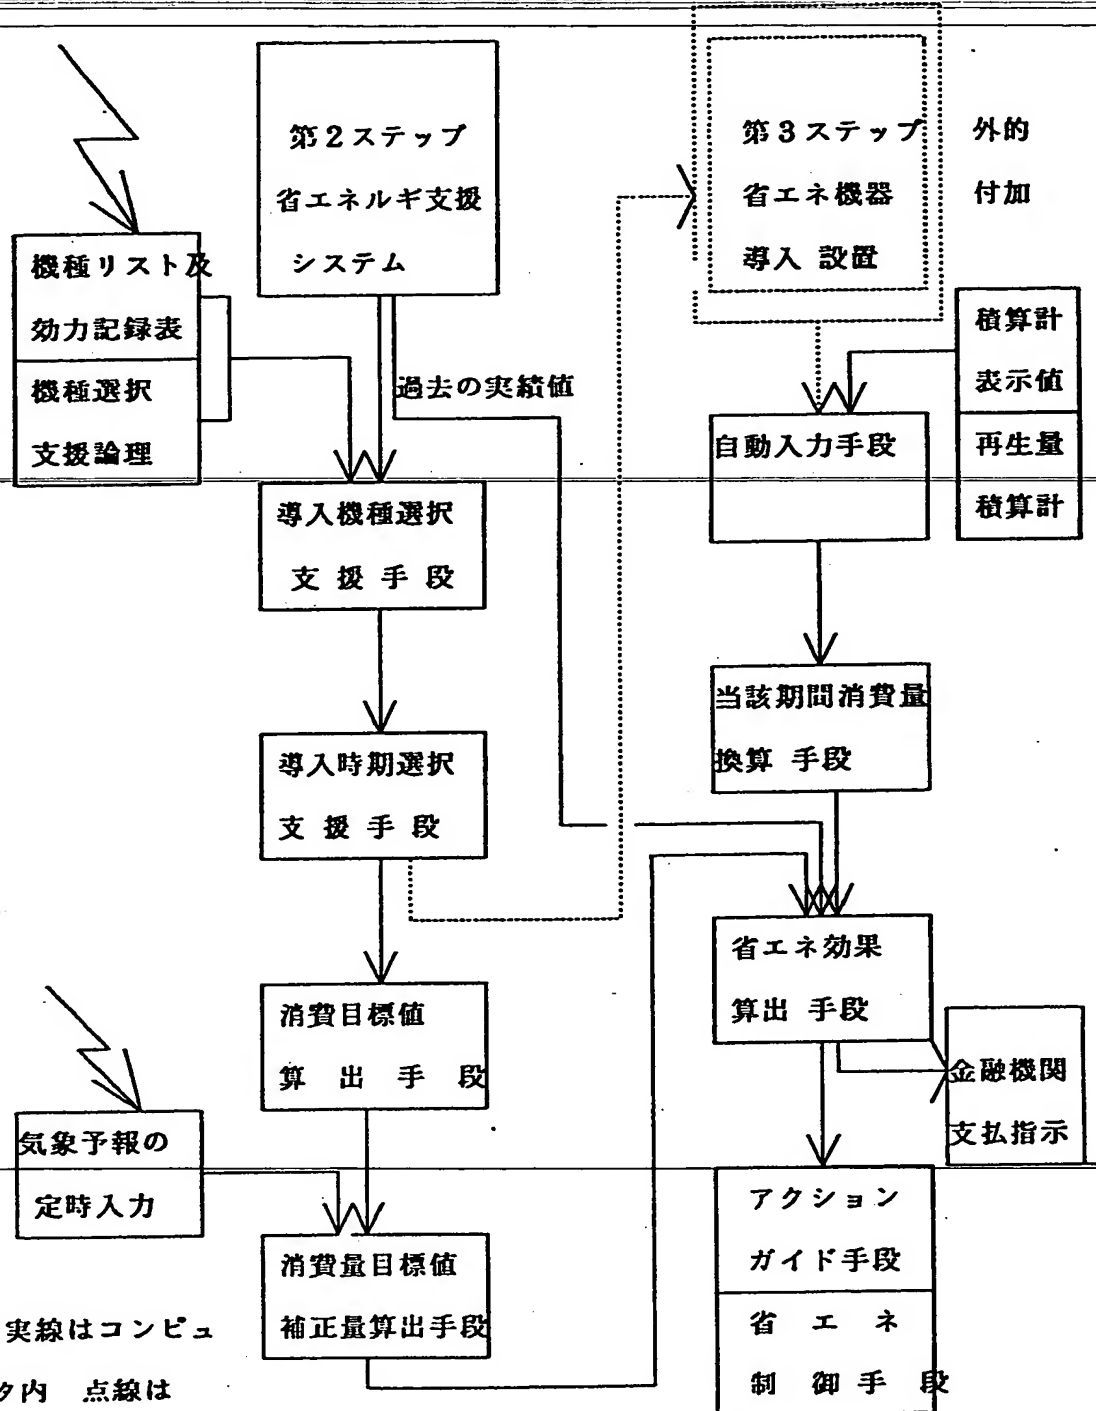 第2ステップ
省エネルギ支援
システム
第3ステップ
省エネ機器
導入 設置
外的
付加
機種リスト及
効力記録表
機種選択
支援論理
過去の実績値
積算計
表示値
再生量
積算計
自動入力手段
導入機種選択
支 援 手 段
当該期間消費量
換算 手段
導入時期選択
支 援 手 段
省エネ効果
算出 手段
消費目標値
算 出 手 段
金融機関
支払指示
気象予報の
定時入力
アクション
ガイド手段
消費量目標値
補正量算出手段
省 エ ネ
制 御 手 段
実線はコンピュ
タ内 点線は